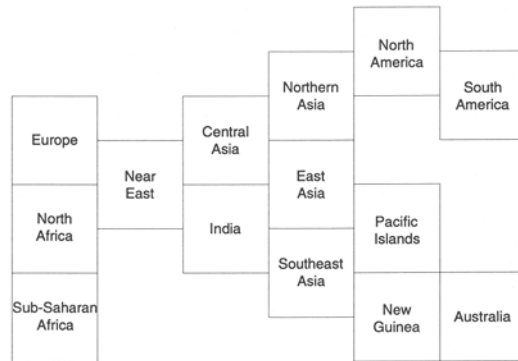 North
America
Northern
Asia
South
America
Europe
Central
Asia
Near
East
East
Asia
North
Africa
India
Pacific
Islands
Southeast
Asia
Sub-Saharan
Africa
New
Guinea
Australia